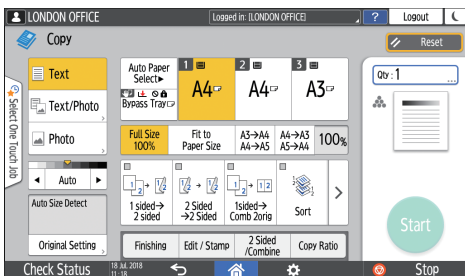 LONDON OFFICE
Logged in: [LONDON OFFICE]
?
Logout
Copy
Reset
Select One Touch Job
Text
Text/Photo
Photo
Auto
Auto Size Detect
Original Setting
Auto Paper
Select▶
Bypass Tray
1
A4
2
A4
3
A3
Full Size
100%
Fit to
Paper Size
A3→A4
A4→A5
A4→A3
A5→A4
100%
1 sided→
2 sided
2 Sided
→2 Sided
1sided→
Comb 2orig
Sort
Finishing
Edit / Stamp
2 Sided
/Combine
Copy Ratio
Qty : 1
...
Start
Check Status
18 Jul. 2018
11:18
Stop